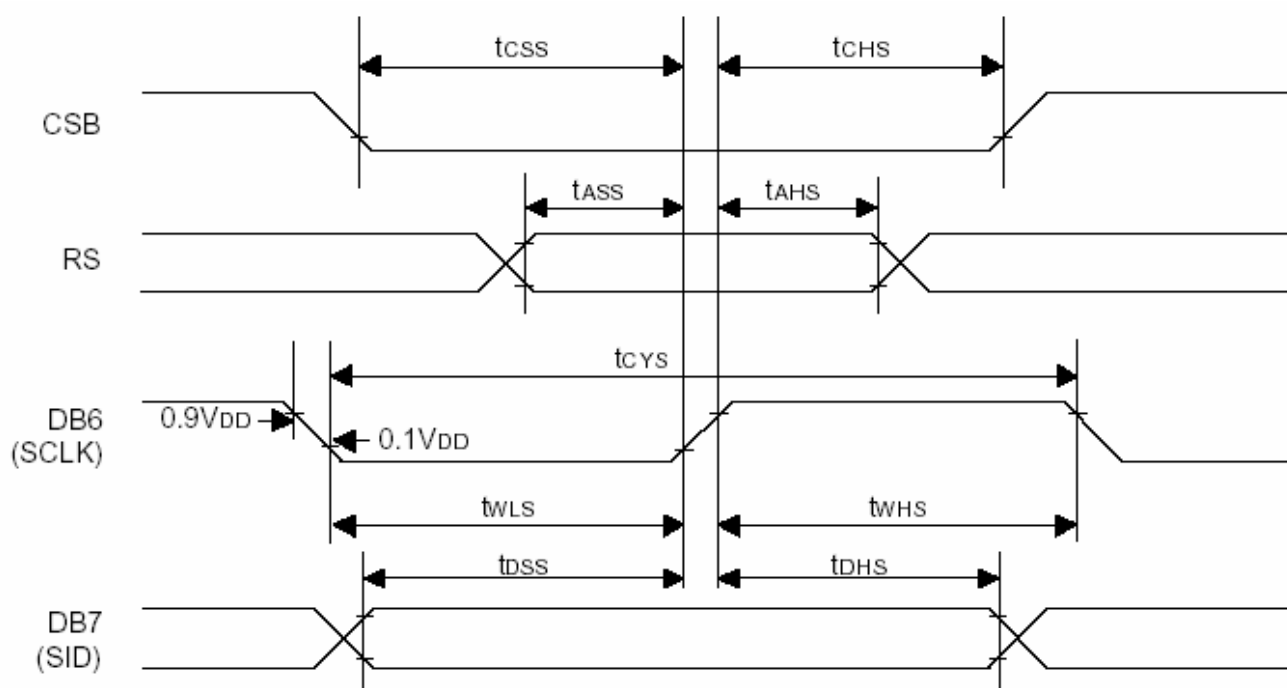 tCSS tCHS
CSB
tASS tAHS
RS
tCYS
DB6
(SCLK)
0.9VDD 0.1VDD
tWLS tWHS
tDSS tDHS
DB7
(SID)